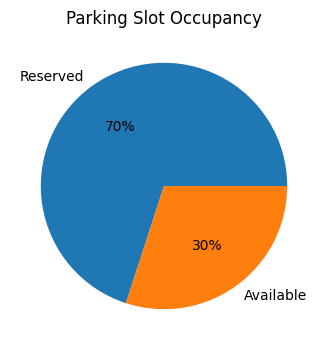 Parking Slot Occupancy
Reserved
70%
30%
Available